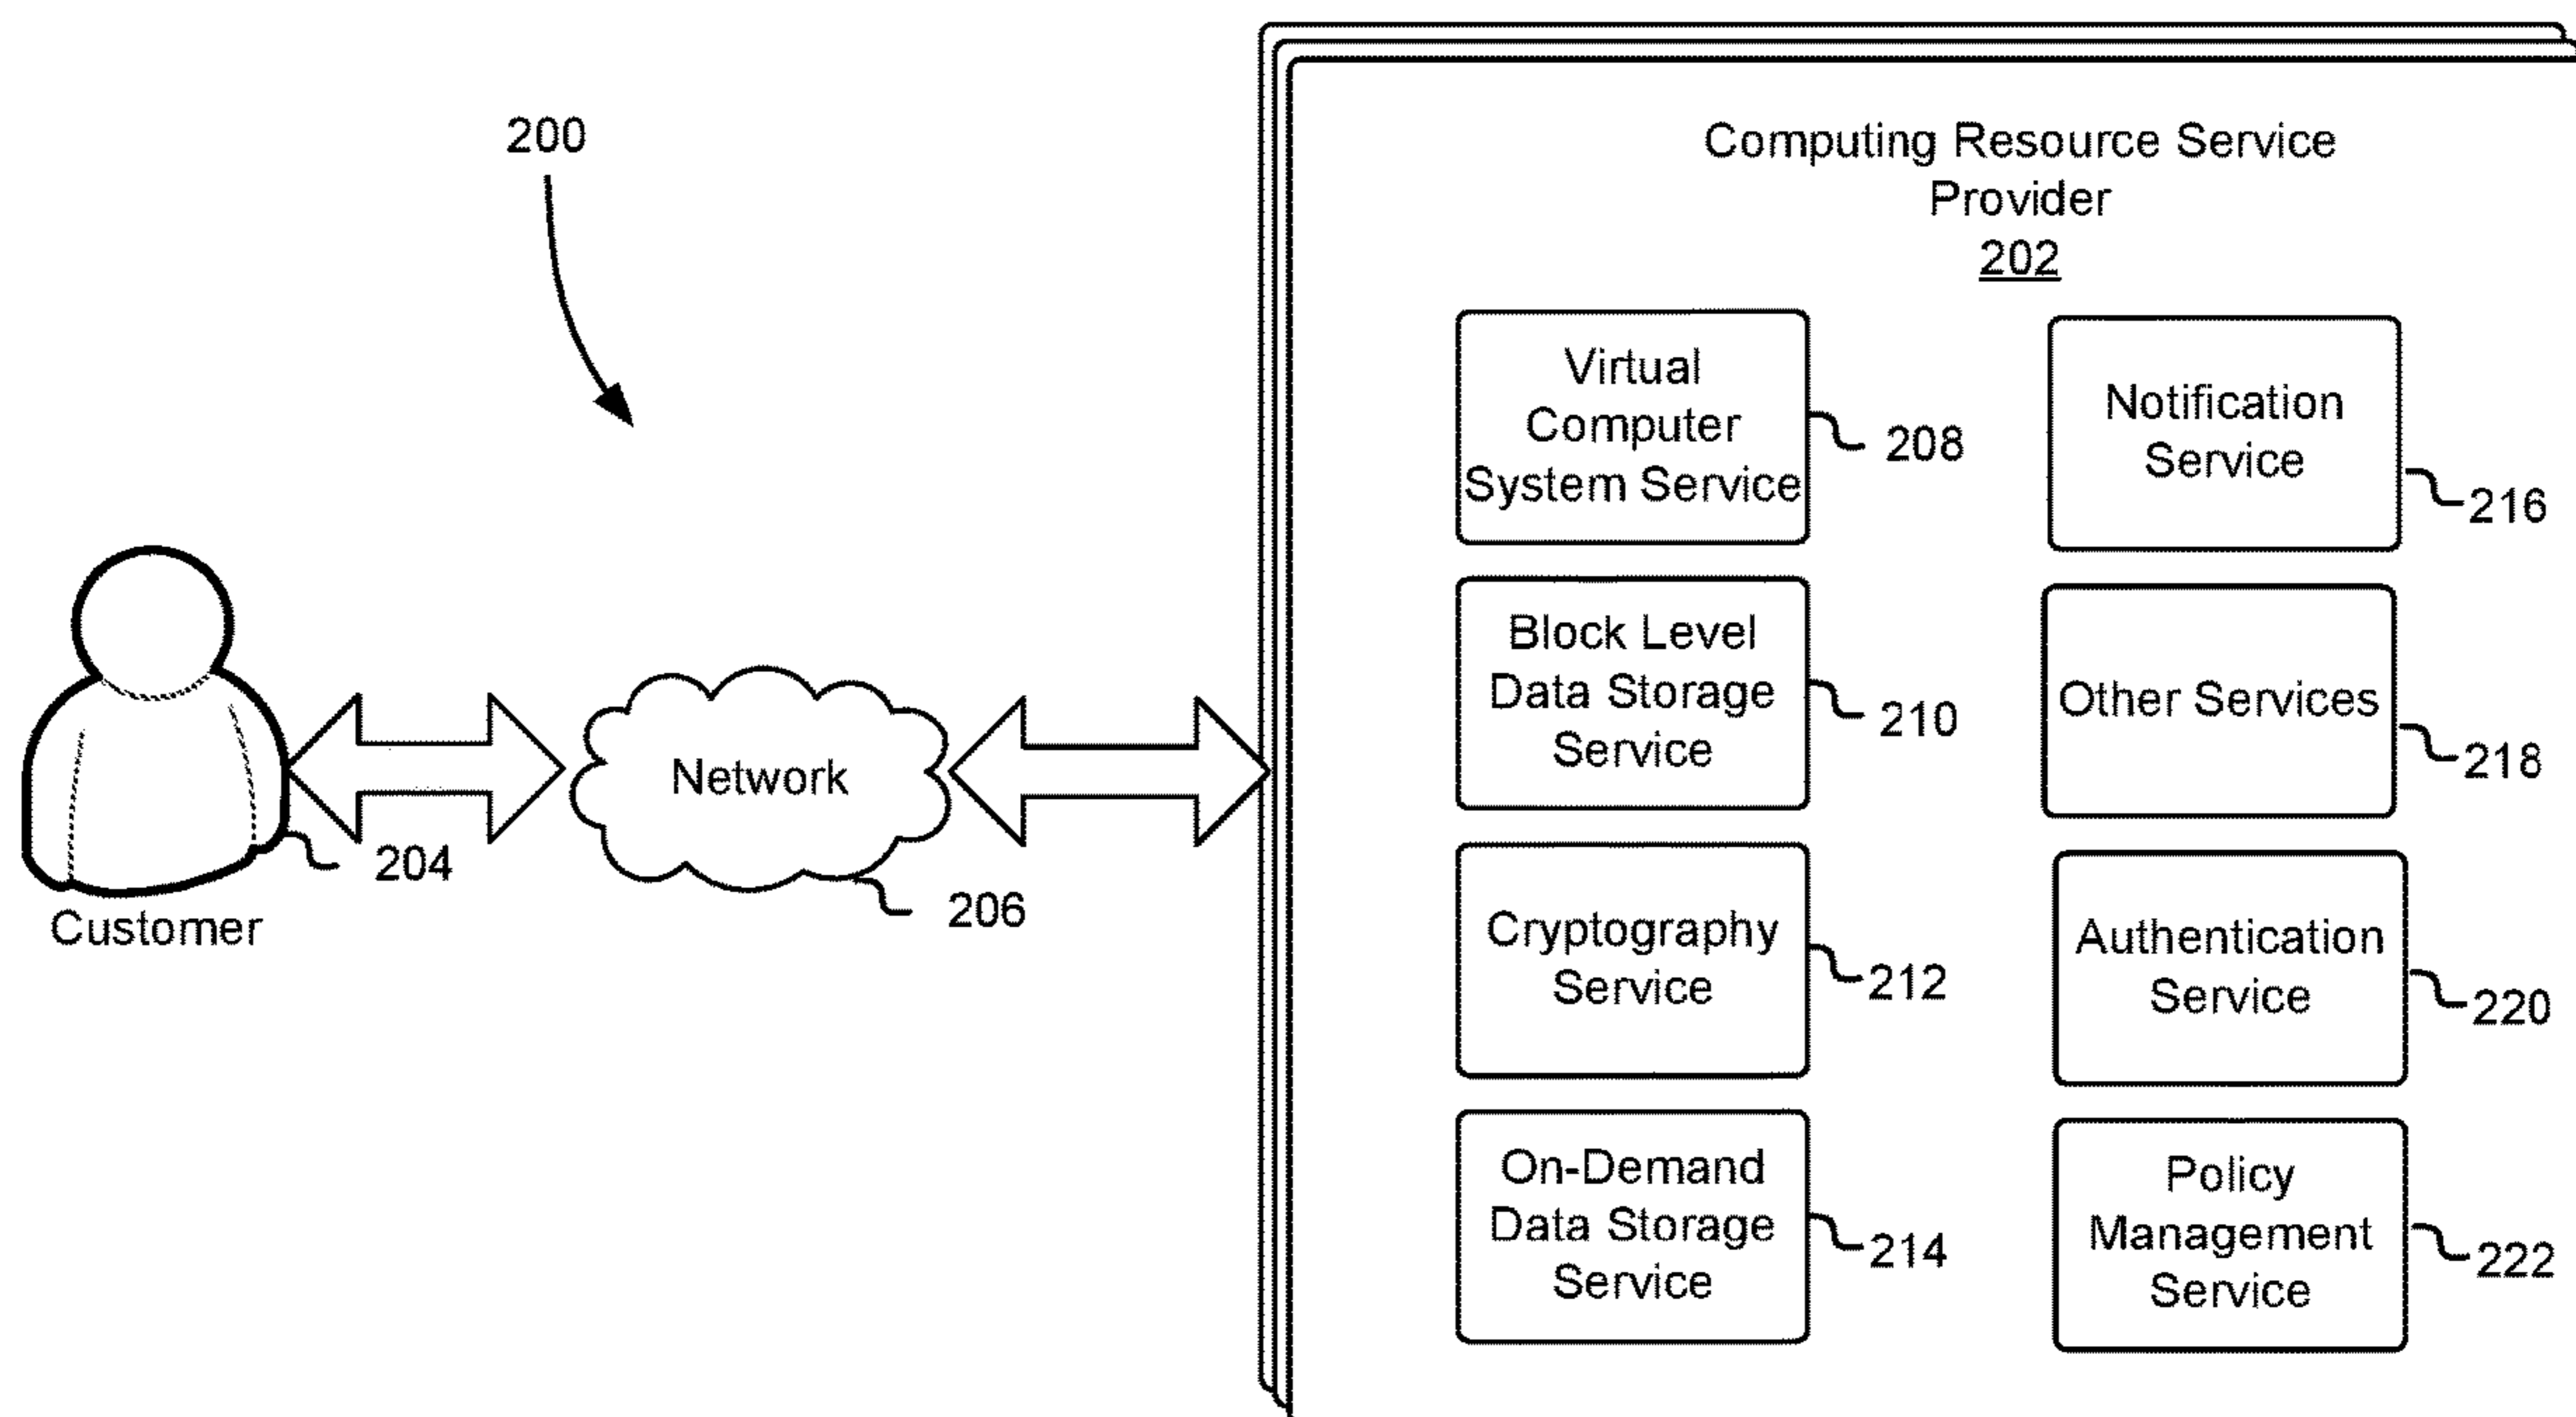 200
Computing Resource Service
Provider
202
Virtual
Computer
System Service
208
Notification
Service
216
Block Level
Data Storage
Service
210
Other Services
218
Network
206
204
Customer
Cryptography
Service
212
Authentication
Service
220
On-Demand
Data Storage
Service
214
Policy
Management
Service
222